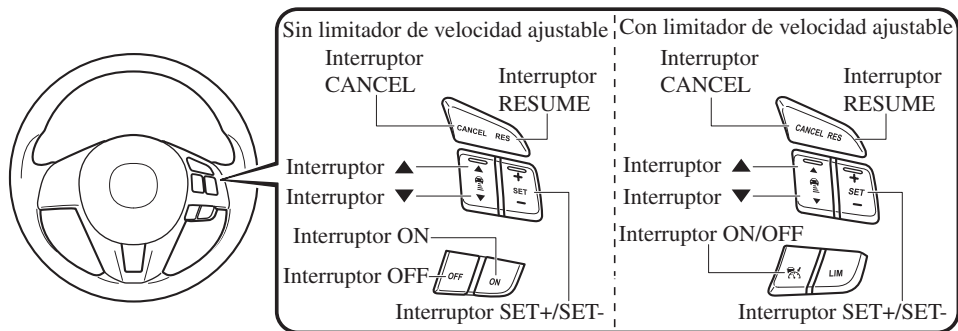 Sin limitador de velocidad ajustable
Interruptor
CANCEL
Interruptor
RESUME
CANCEL RES
Interruptor ▲
Interruptor ▼
+
SET
−
Interruptor ON
Interruptor OFF
OFF
ON
Interruptor SET+/SET-
Con limitador de velocidad ajustable
Interruptor
CANCEL
Interruptor
RESUME
CANCEL RES
Interruptor ▲
Interruptor ▼
+
SET
−
Interruptor ON/OFF
LIM
Interruptor SET+/SET-